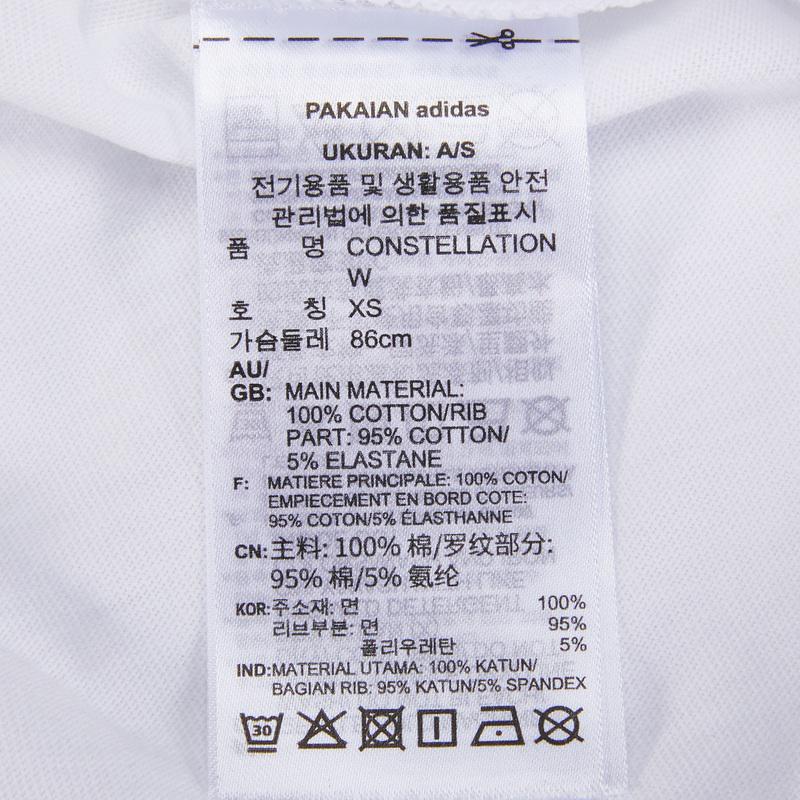 PAKAIAN adidas
UKURAN: A/S
전기용품 및 생활용품 안전
관리법에 의한 품질표시
품 명 CONSTELLATION
W
호 칭 XS
가슴둘레 86cm
AU/
GB: MAIN MATERIAL:
100% COTTON/RIB
PART: 95% COTTON/
5% ELASTANE
F: MATIERE PRINCIPALE: 100% COTON/
EMPIECEMENT EN BORD COTE:
95% COTON/5% ÉLASTHANNE
CN:主料: 100% 棉/罗纹部分:
95% 棉/5% 氨纶
KOR:주소재: 면 100%
리브부분: 면 95%
폴리우레탄 5%
IND:MATERIAL UTAMA: 100% KATUN/
BAGIAN RIB: 95% KATUN/5% SPANDEX
30